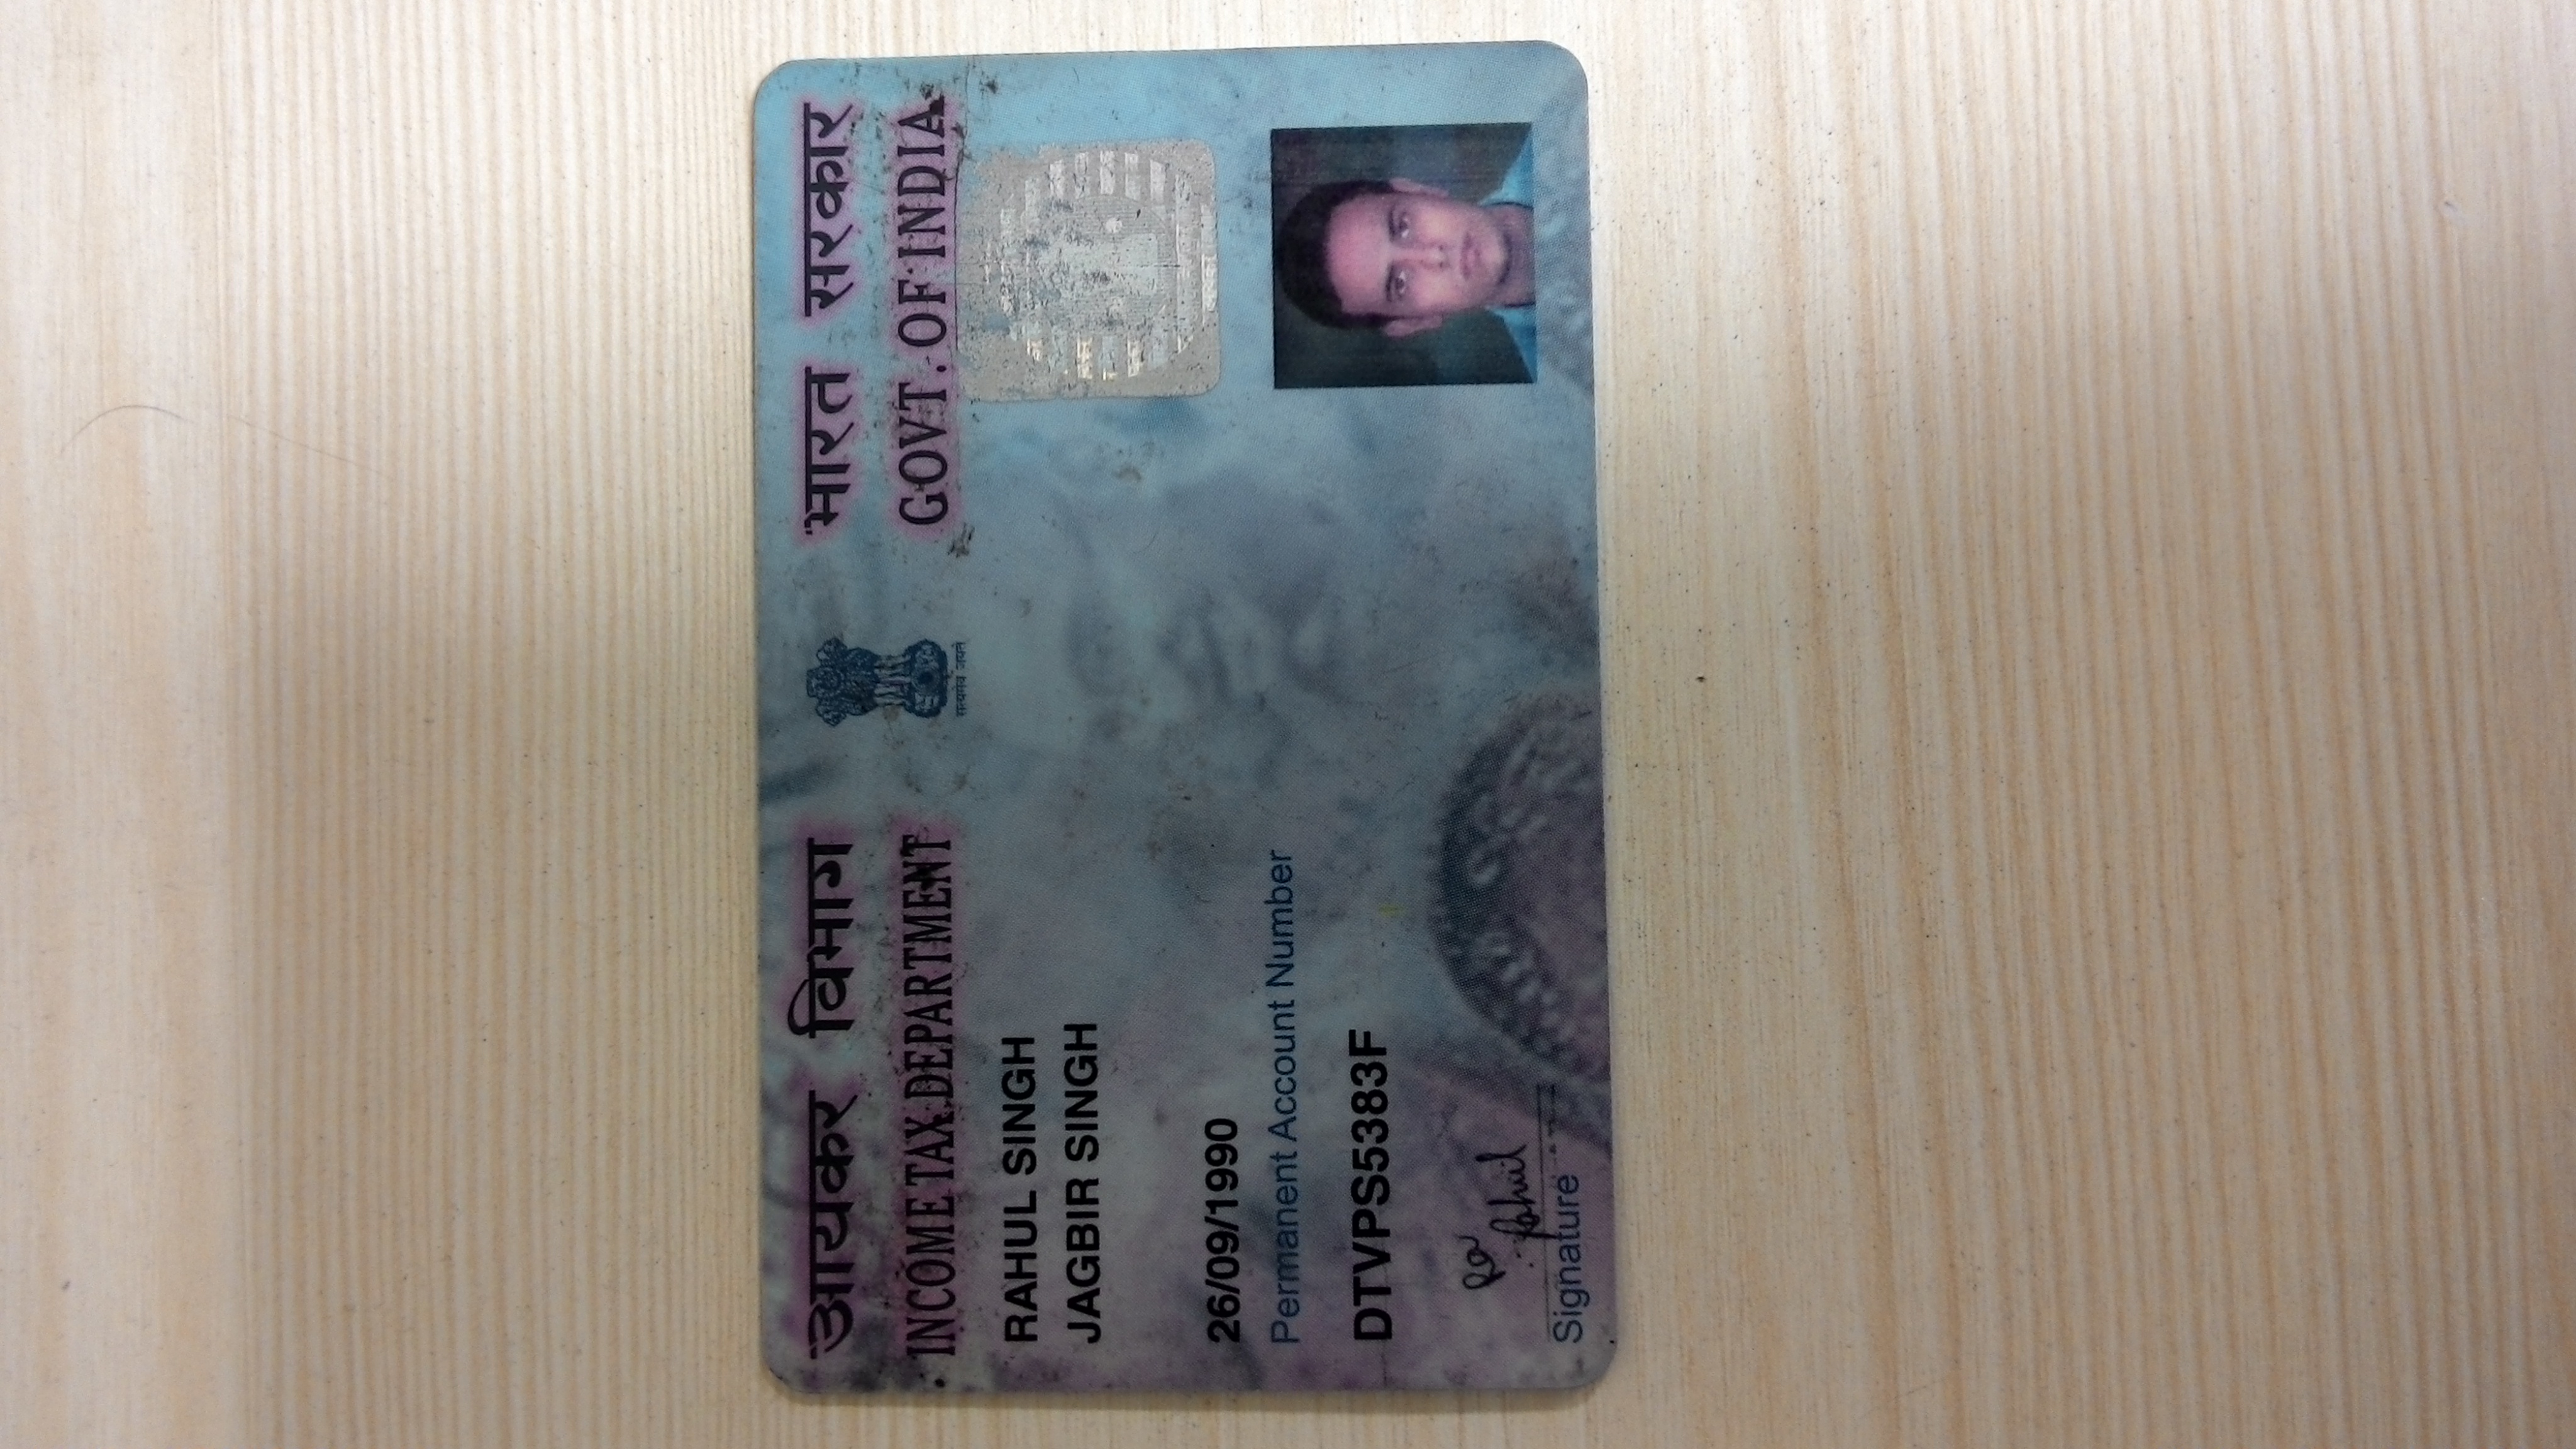 आयकर विभाग
भारत सरकार
INCOME TAX DEPARTMENT
GOVT. OF INDIA
सत्यमेव जयते
RAHUL SINGH
JAGBIR SINGH
26/09/1990
Permanent Account Number
DTVPS5383F
Ra
Rahul
Signature